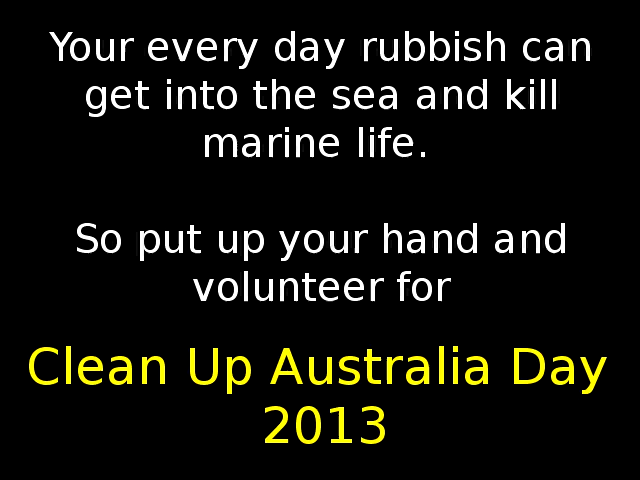 Your every day rubbish can
get into the sea and kill
marine life.
So put up your hand and
volunteer for
Clean Up Australia Day
2013